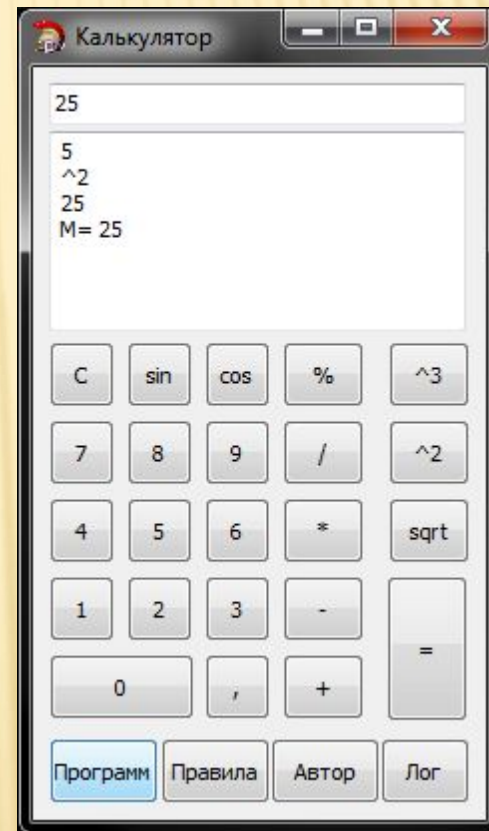 Калькулятор
25
5
^2
25
M= 25
C sin cos % ^3
7 8 9 / ^2
4 5 6 * sqrt
1 2 3 - =
0 , +
Программ Правила Автор Лог